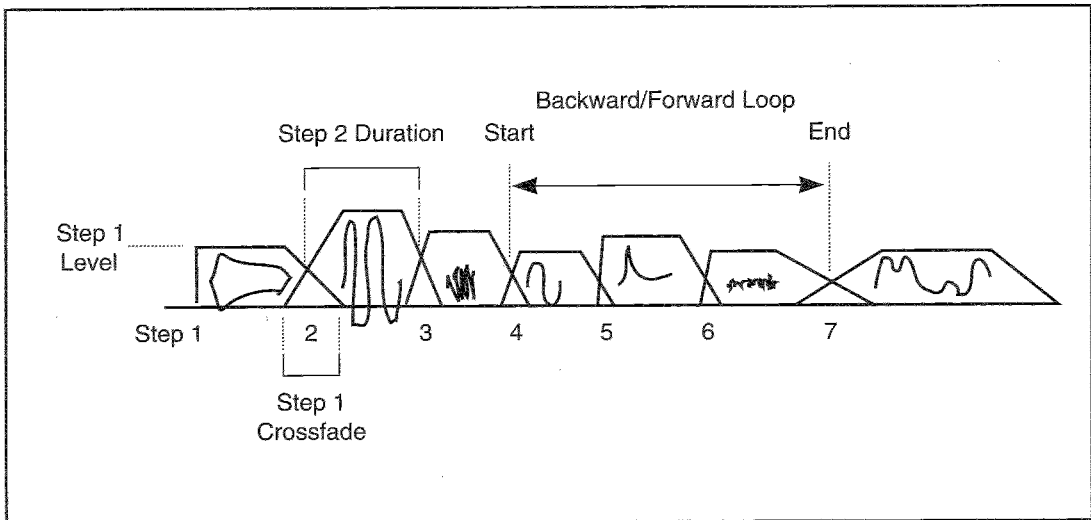 Backward/Forward Loop
Step 2 Duration
Start
End
Step 1
Level
Step 1
2
3
4
5
6
7
Step 1
Crossfade